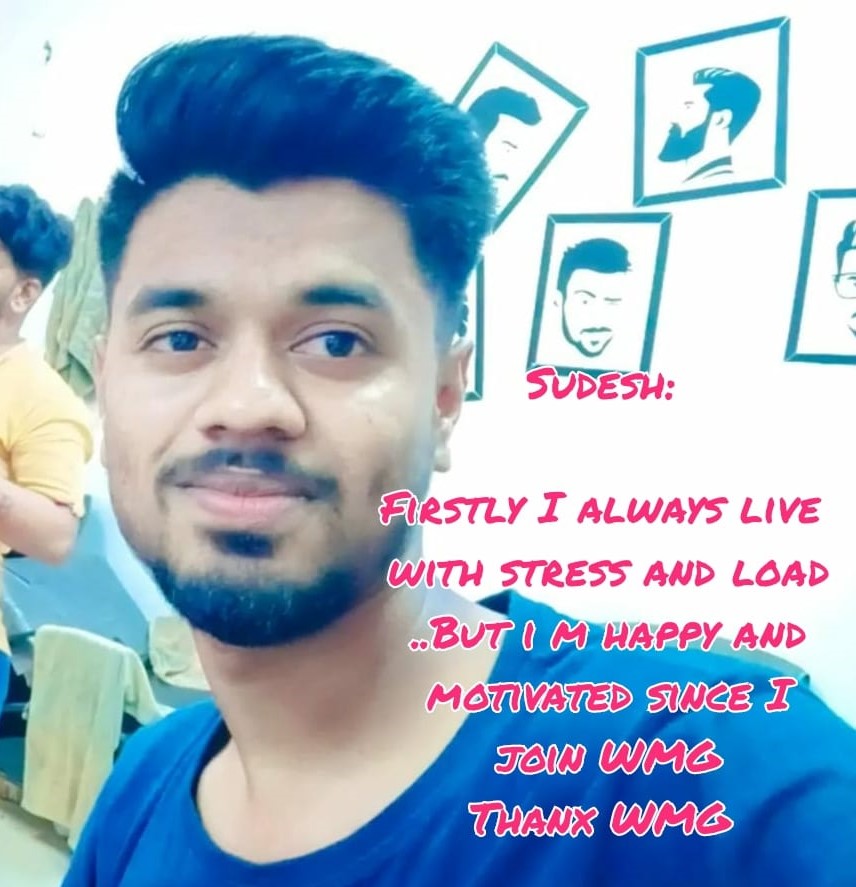 Sudesh:
Firstly I always live
with stress and load
..But i m happy and
motivated since I
join WMG
Thanx WMG